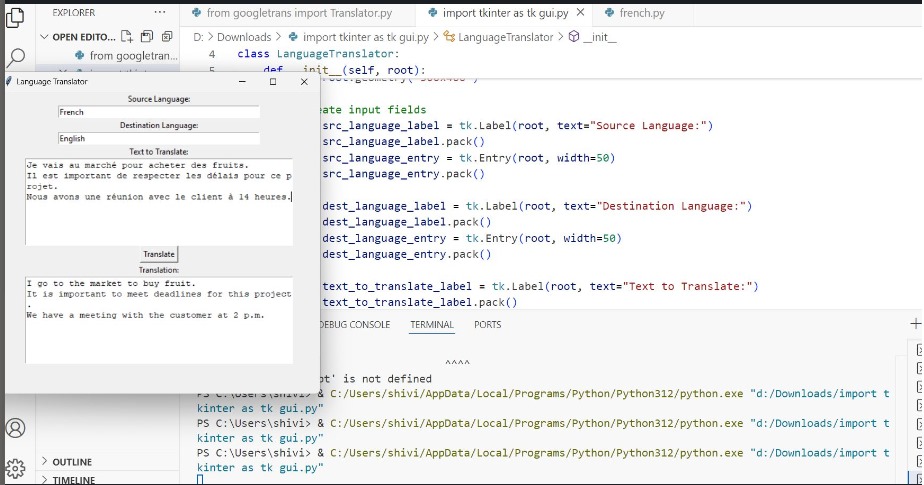 EXPLORER
...
from googletrans import Translator.py
import tkinter as tk gui.py
french.py
OPEN EDITO...
from googletran...
D: > Downloads > import tkinter as tk gui.py > LanguageTranslator > __init__
4 class LanguageTranslator:
5 def __init__(self, root):
Language Translator
Source Language:
French
Destination Language:
English
Text to Translate:
Je vais au marché pour acheter des fruits.
Il est important de respecter les délais pour ce p
rojet.
Nous avons une réunion avec le client à 14 heures.
Translate
Translation:
I go to the market to buy fruit.
It is important to meet deadlines for this project
.
We have a meeting with the customer at 2 p.m.
ate input fields
src_language_label = tk.Label(root, text="Source Language:")
src_language_label.pack()
src_language_entry = tk.Entry(root, width=50)
src_language_entry.pack()
dest_language_label = tk.Label(root, text="Destination Language:")
dest_language_label.pack()
dest_language_entry = tk.Entry(root, width=50)
dest_language_entry.pack()
text_to_translate_label = tk.Label(root, text="Text to Translate:")
text_to_translate_label.pack()
DEBUG CONSOLE
TERMINAL
PORTS
^^^^
pt' is not defined
PS C:\Users\shivi> & C:/Users/shivi/AppData/Local/Programs/Python/Python312/python.exe "d:/Downloads/import t
kinter as tk gui.py"
PS C:\Users\shivi> & C:/Users/shivi/AppData/Local/Programs/Python/Python312/python.exe "d:/Downloads/import t
kinter as tk gui.py"
PS C:\Users\shivi> & C:/Users/shivi/AppData/Local/Programs/Python/Python312/python.exe "d:/Downloads/import t
kinter as tk gui.py"
OUTLINE
TIMELINE